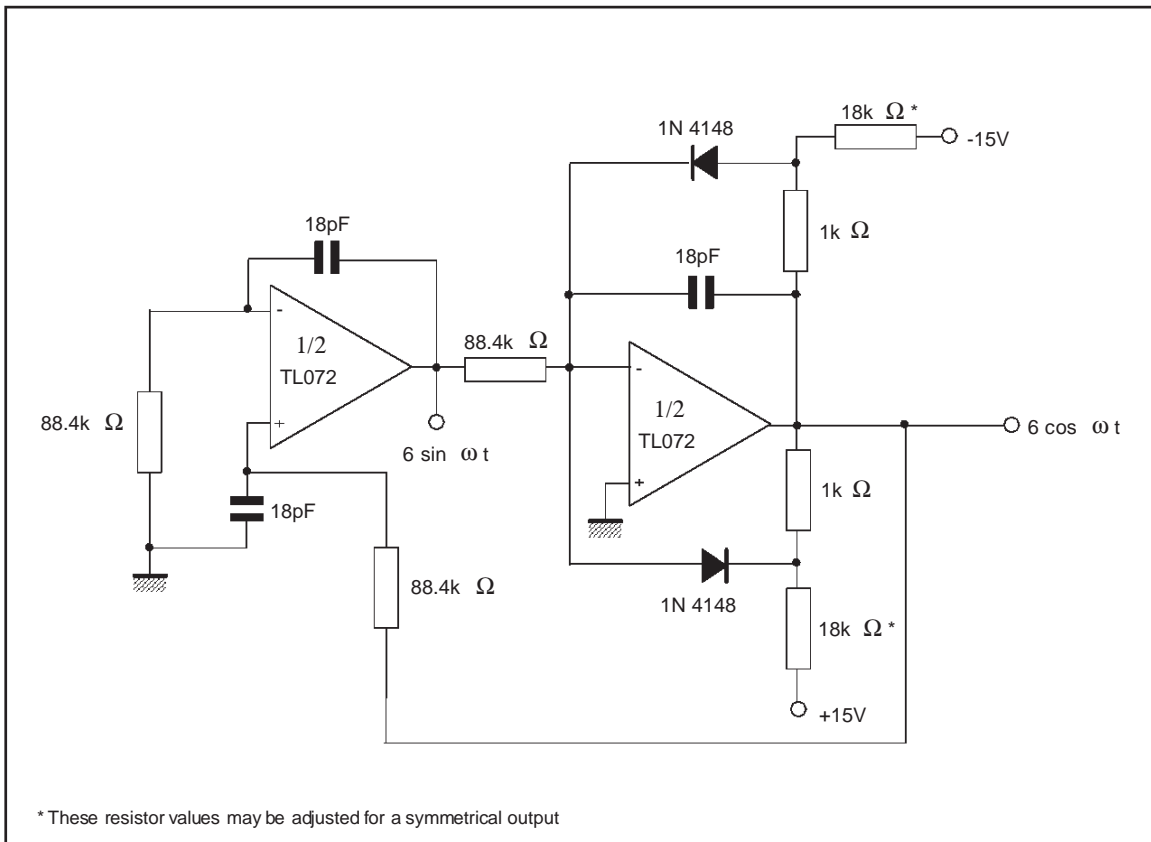 18k Ω *
1N 4148
-15V
18pF
1k Ω
18pF
-
1/2
TL072
+
88.4k Ω
88.4k Ω
-
1/2
TL072
+
6 sin ω t
6 cos ω t
18pF
1k Ω
88.4k Ω
1N 4148
18k Ω *
+15V
* These resistor values may be adjusted for a symmetrical output